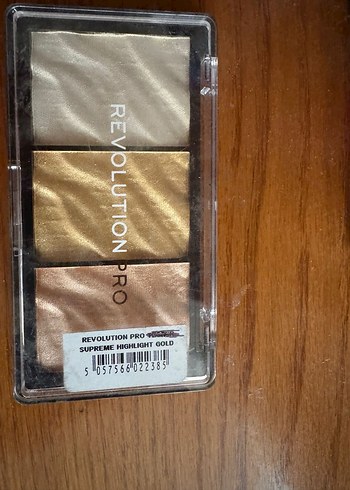 REVOLUTION PRO
REVOLUTION PRO
SUPREME HIGHLIGHT GOLD
5 057566 022385